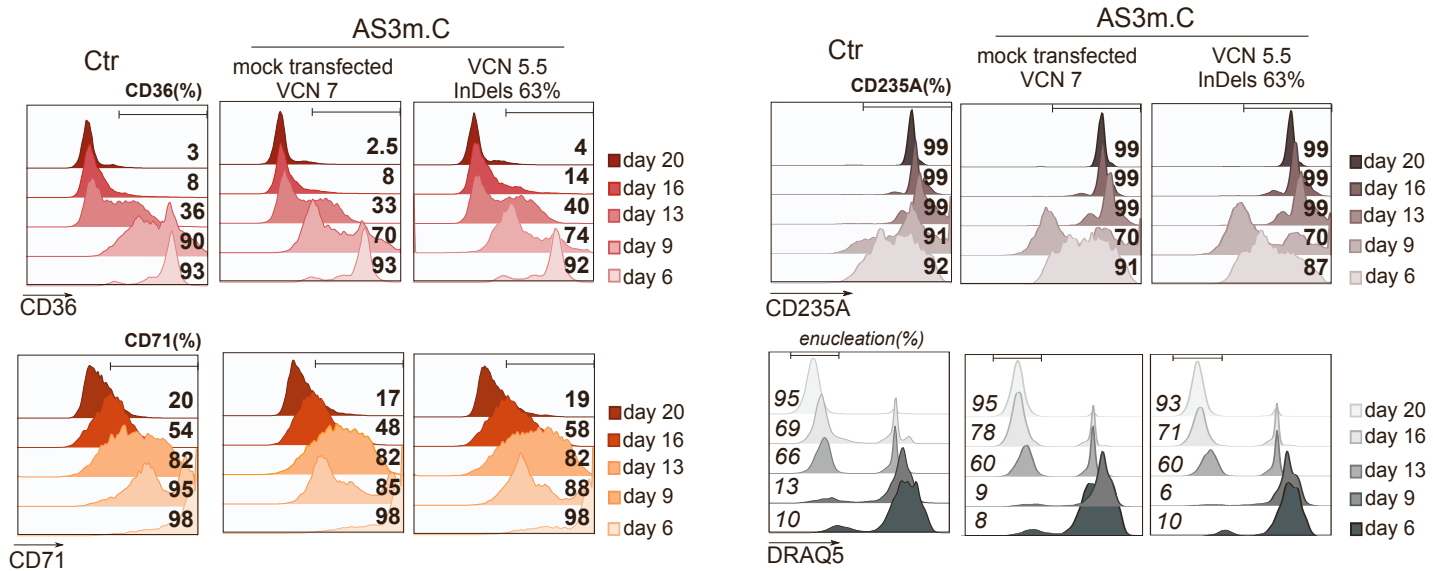 AS3m.C
Ctr
mock transfected
VCN 7
VCN 5.5
InDels 63%
CD36(%)
3
8
36
90
93
2.5
8
33
70
93
4
14
40
74
92
day 20
day 16
day 13
day 9
day 6
CD36
CD71(%)
20
54
82
95
98
17
48
82
85
98
19
58
82
88
98
day 20
day 16
day 13
day 9
day 6
CD71
AS3m.C
Ctr
mock transfected
VCN 7
VCN 5.5
InDels 63%
CD235A(%)
99
99
99
91
92
99
99
99
70
91
99
99
99
70
87
day 20
day 16
day 13
day 9
day 6
CD235A
enucleation(%)
95
69
66
13
10
95
78
60
9
8
93
71
60
6
10
day 20
day 16
day 13
day 9
day 6
DRAQ5